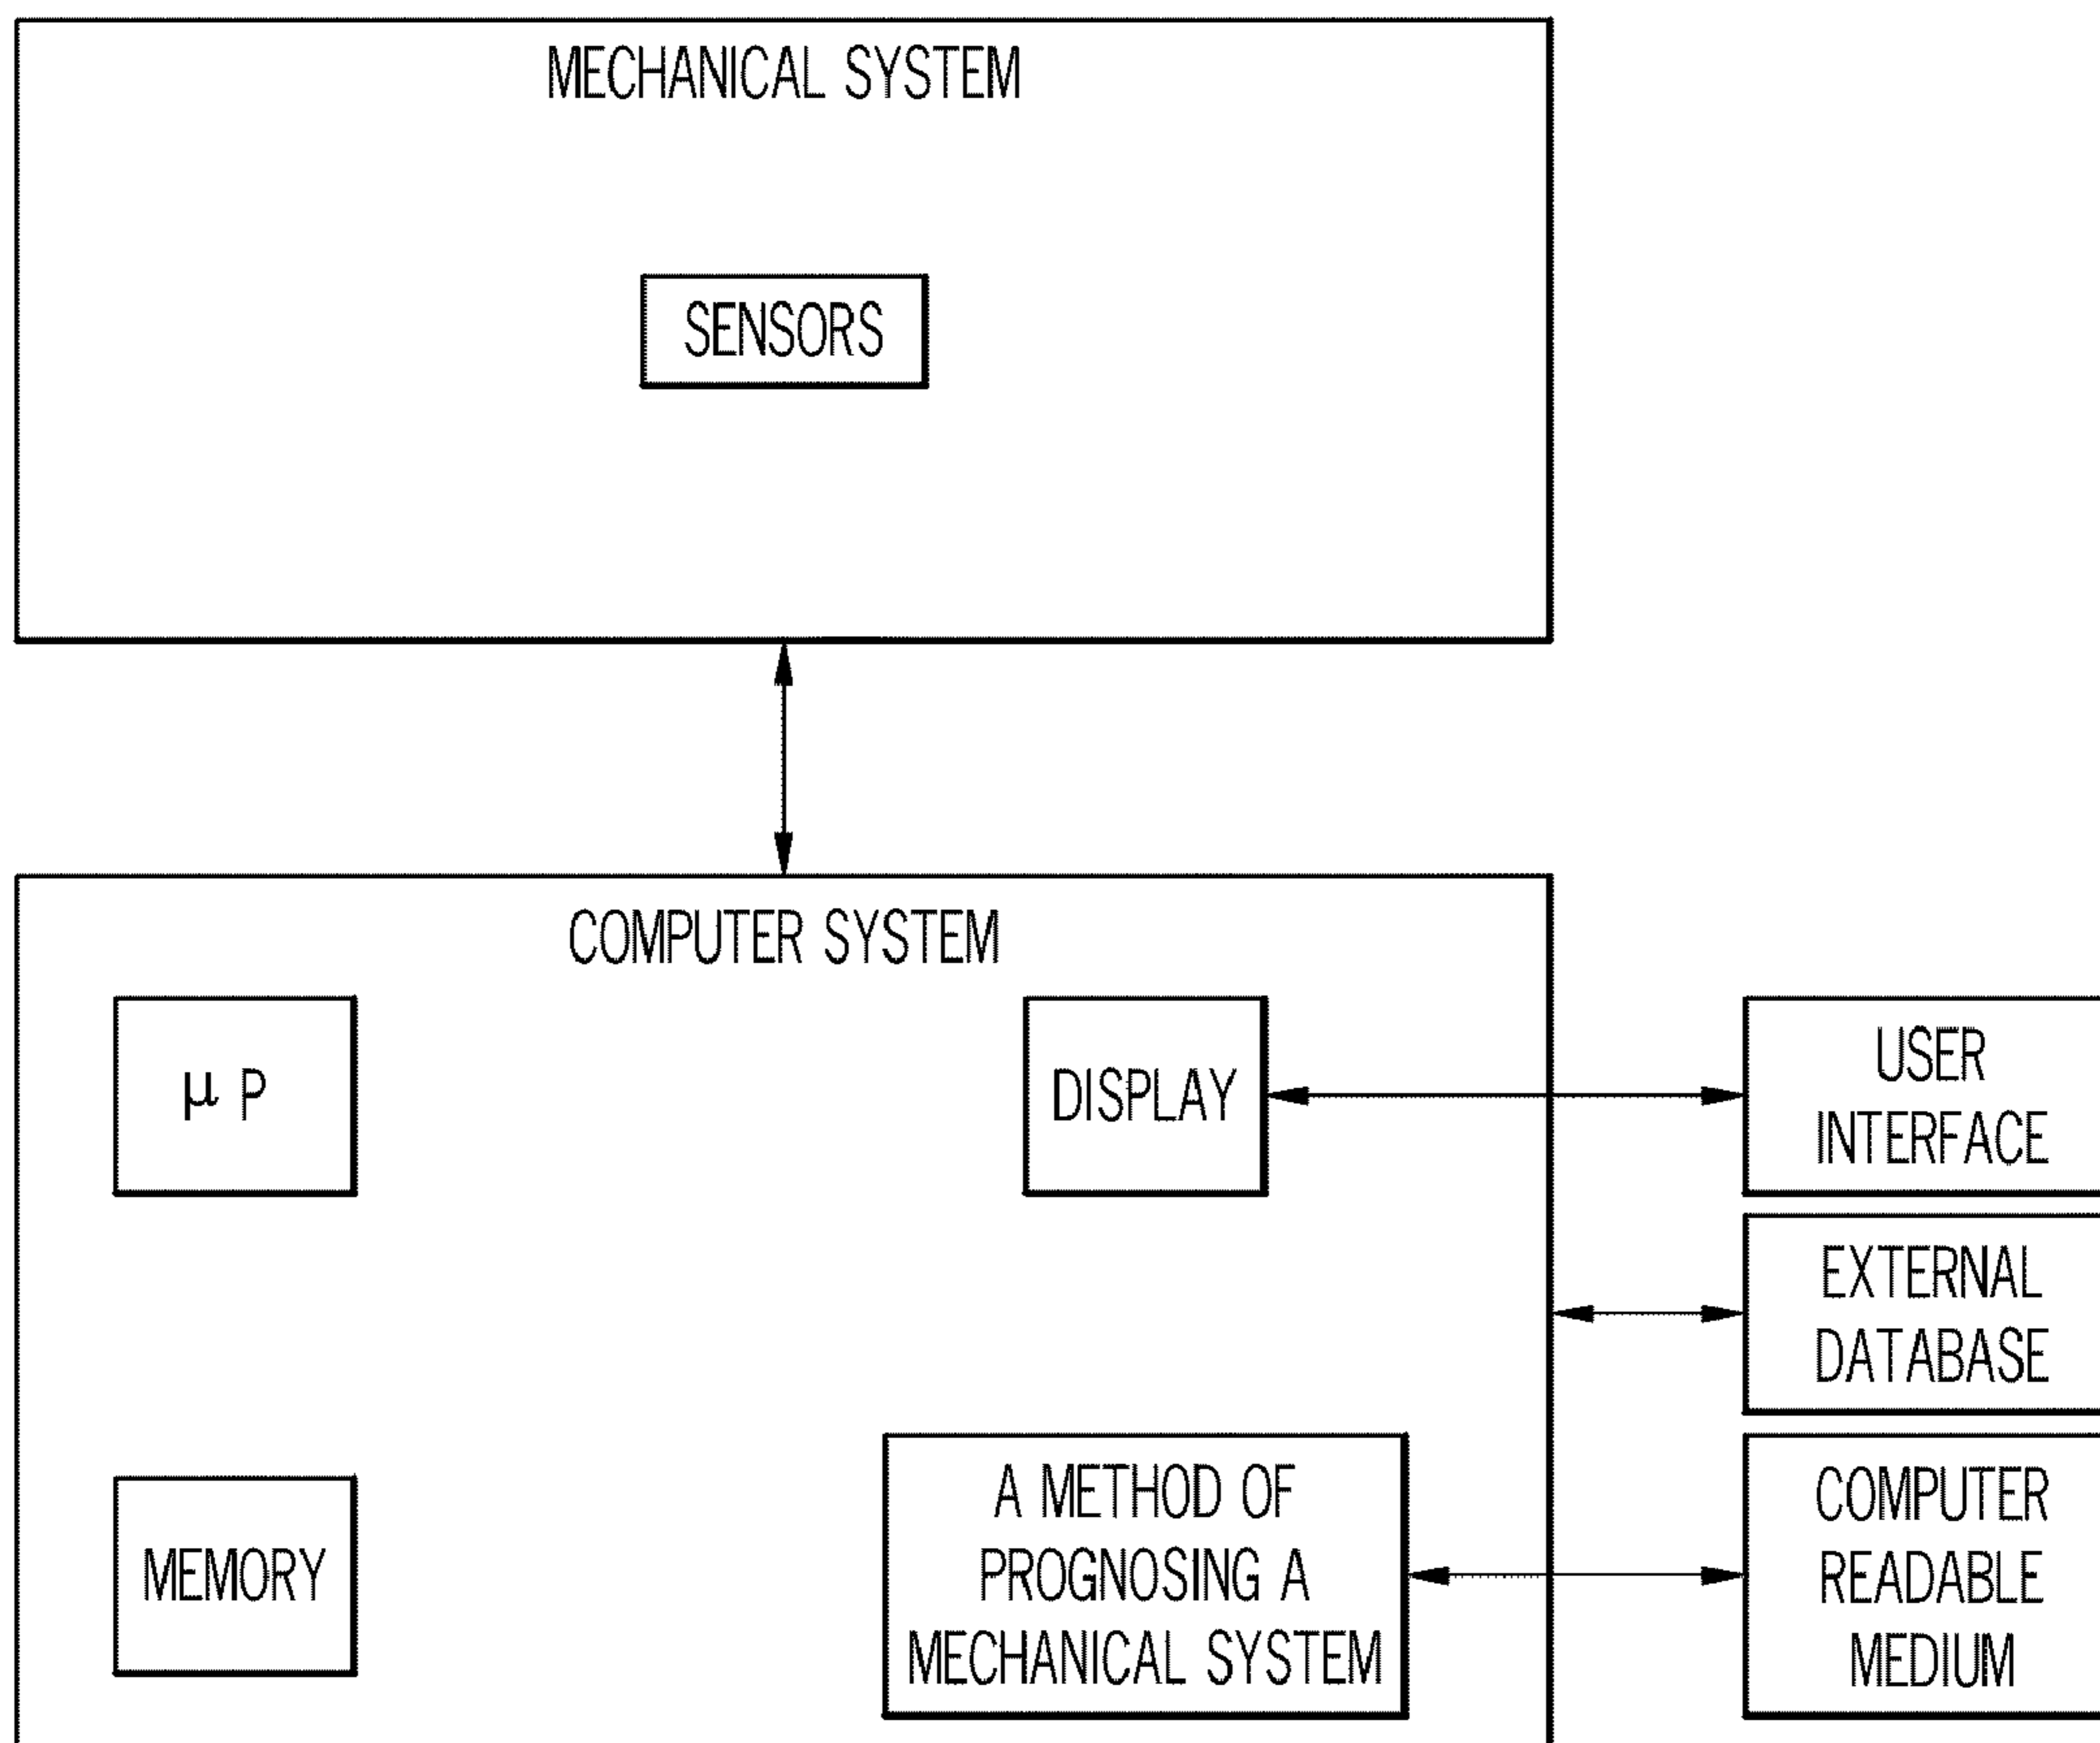 MECHANICAL SYSTEM
SENSORS
COMPUTER SYSTEM
μ P
DISPLAY
USER
INTERFACE
EXTERNAL
DATABASE
MEMORY
A METHOD OF
PROGNOSING A
MECHANICAL SYSTEM
COMPUTER
READABLE
MEDIUM